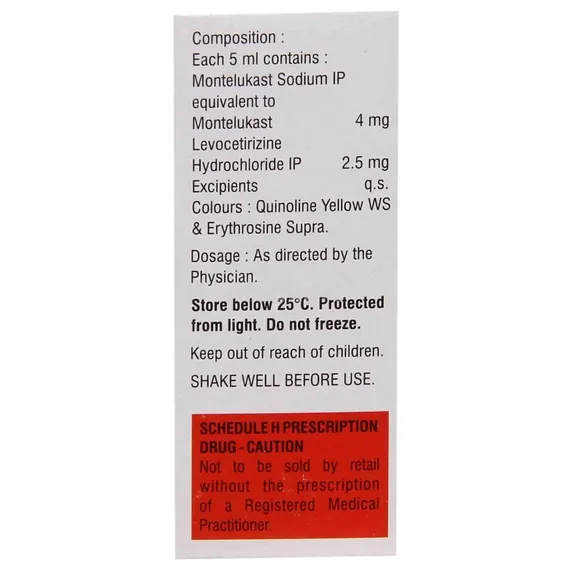 Composition :
Each 5 ml contains :
Montelukast Sodium IP
equivalent to
Montelukast 4 mg
Levocetirizine
Hydrochloride IP 2.5 mg
Excipients q.s.
Colours : Quinoline Yellow WS
& Erythrosine Supra.
Dosage : As directed by the
Physician.
Store below 25°C. Protected
from light. Do not freeze.
Keep out of reach of children.
SHAKE WELL BEFORE USE.
SCHEDULE H PRESCRIPTION
DRUG - CAUTION
Not to be sold by retail
without the prescription
of a Registered Medical
Practitioner.